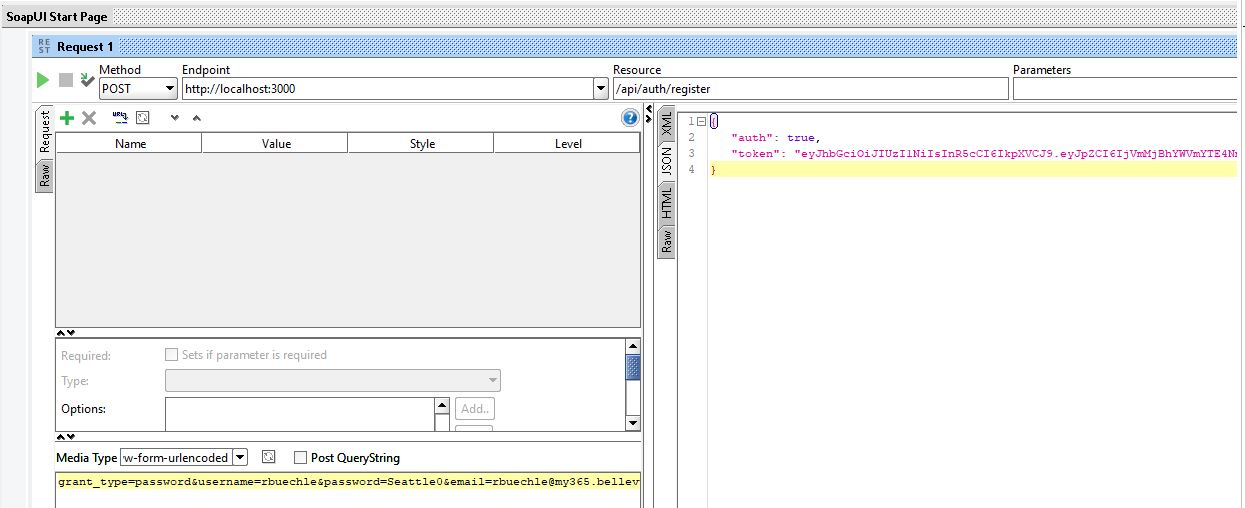 SoapUI Start Page
RE ST Request 1
Method Endpoint Resource Parameters
POST http://localhost:3000 /api/auth/register
Request
Raw
Name Value Style Level
Required: Sets if parameter is required
Type:
Options: Add..
Media Type w-form-urlencoded Post QueryString
grant_type=password&username=rbuechle&password=Seattle0&email=rbuechle@my365.bellev
XML
JSON
HTML
Raw
1 {
2 "auth": true,
3 "token": "eyJhbGciOiJIUzI1NiIsInR5cCI6IkpXVCJ9.eyJpZCI6IjVmMjBhYWVmYTE4Nm
4 }